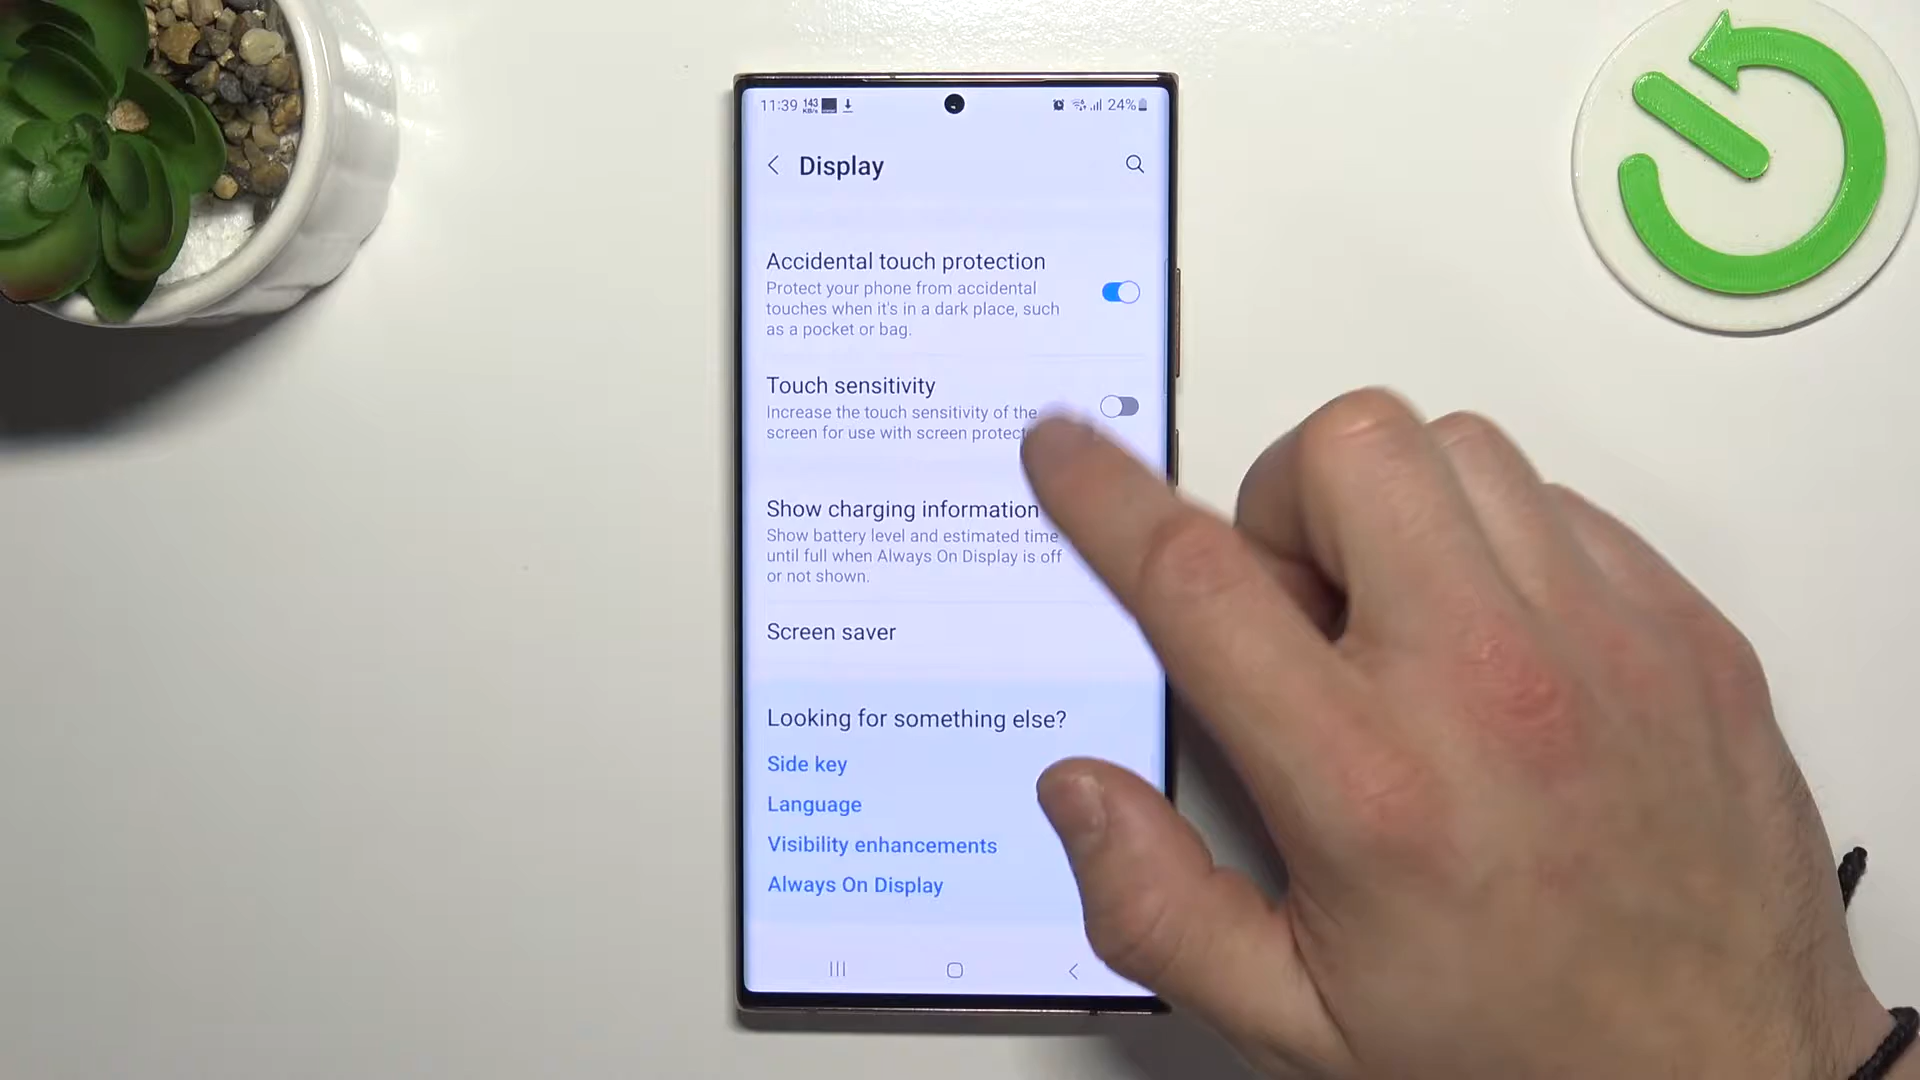 11:39 143 KB/s 24%
Display
Accidental touch protection
Protect your phone from accidental
touches when it's in a dark place, such
as a pocket or bag.
Touch sensitivity
Increase the touch sensitivity of the
screen for use with screen
Show charging information
Show battery level and estimated time
until full when Always On Display is off
or not shown.
Screen saver
Looking for something else?
Side key
Language
Visibility enhancements
Always On Display